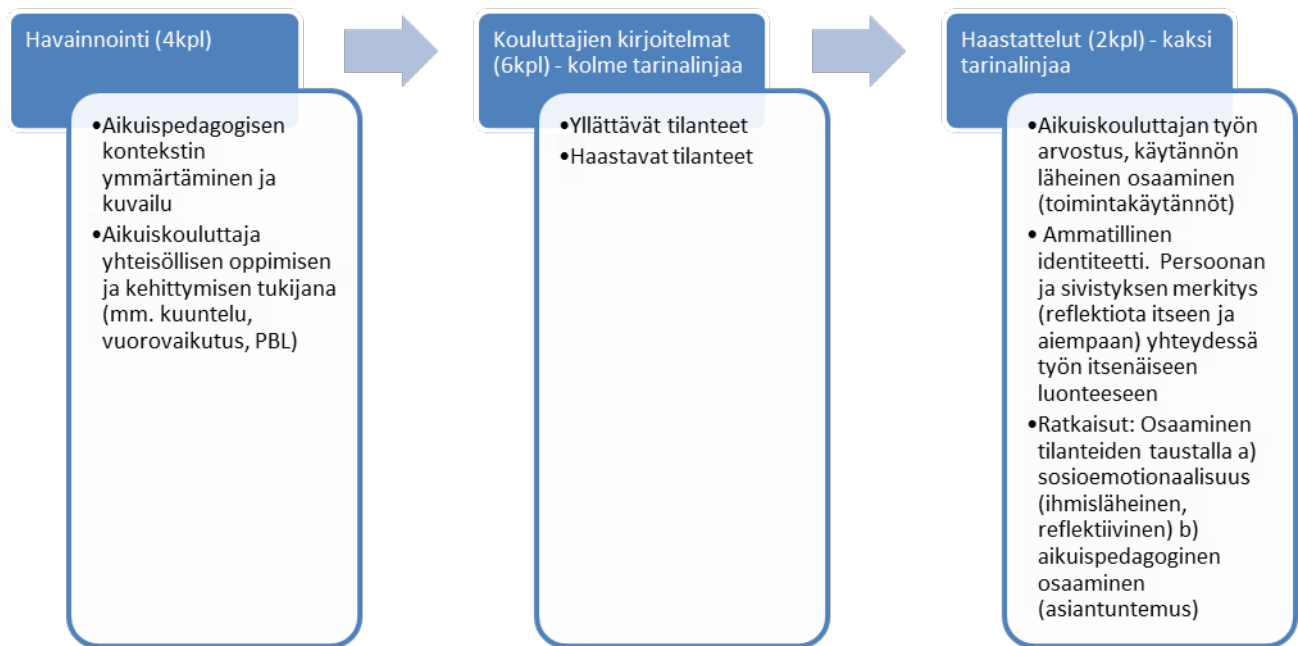 Havainnointi (4kpl)
•Aikuispedagogisen
kontekstin
ymmärtäminen ja
kuvailu
•Aikuiskouluttaja
yhteisöllisen oppimisen
ja kehittymisen tukijana
(mm. kuuntelu,
vuorovaikutus, PBL)
Kouluttajien kirjoitelmat
(6kpl) - kolme tarinalinjaa
•Yllättävät tilanteet
•Haastavat tilanteet
Haastattelut (2kpl) - kaksi
tarinalinjaa
•Aikuiskouluttajan työn
arvostus, käytännön
läheinen osaaminen
(toimintakäytännöt)
• Ammatillinen
identiteetti. Persoonan
ja sivistyksen merkitys
(reflektiota itseen ja
aiempaan) yhteydessä
työn itsenäiseen
luonteeseen
•Ratkaisut: Osaaminen
tilanteiden taustalla a)
sosioemotionaalisuus
(ihmisläheinen,
reflektiivinen) b)
aikuispedagoginen
osaaminen
(asiantuntemus)